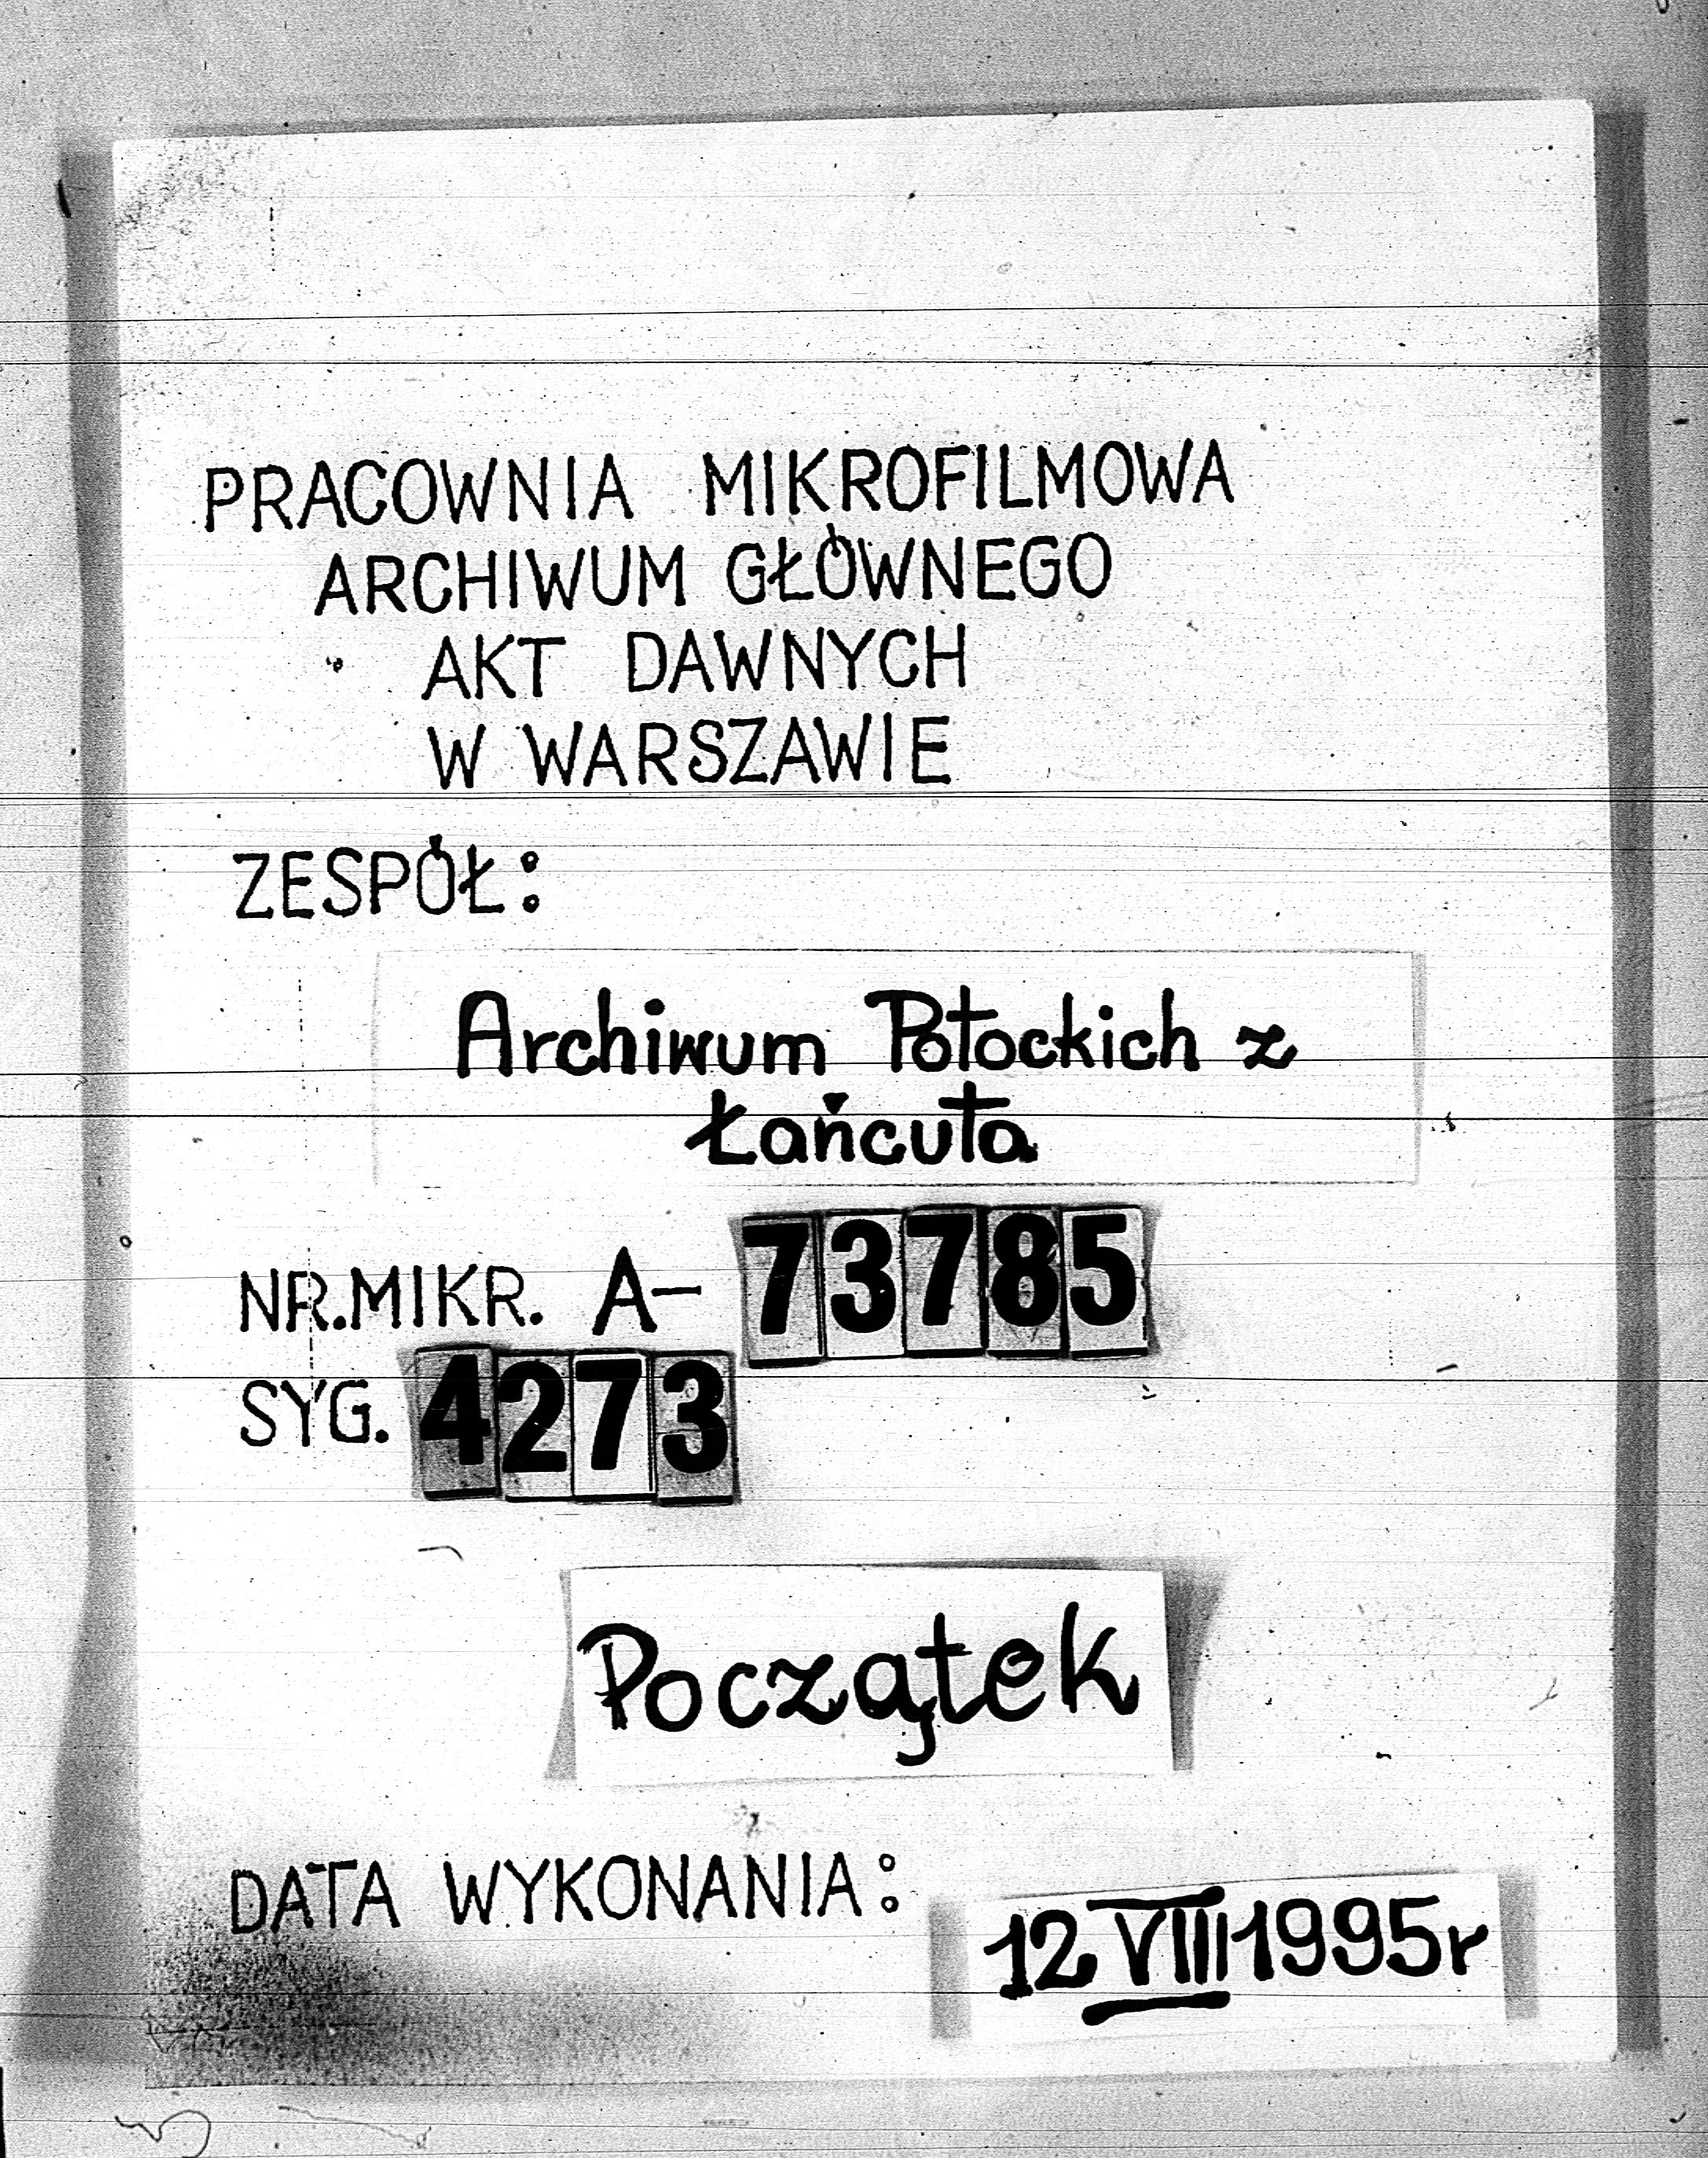 PRACOWNIA MIKROFILMOWA
ARCHIWUM GŁÓWNEGO
AKT DAWNYCH
W WARSZAWIE
ZESPÓŁ:
Archiwum Potockich z
Łańcuta
NR.MIKR. A- 73785
SYG. 4273
Początek
DATA WYKONANIA: 12 VIII 1995r